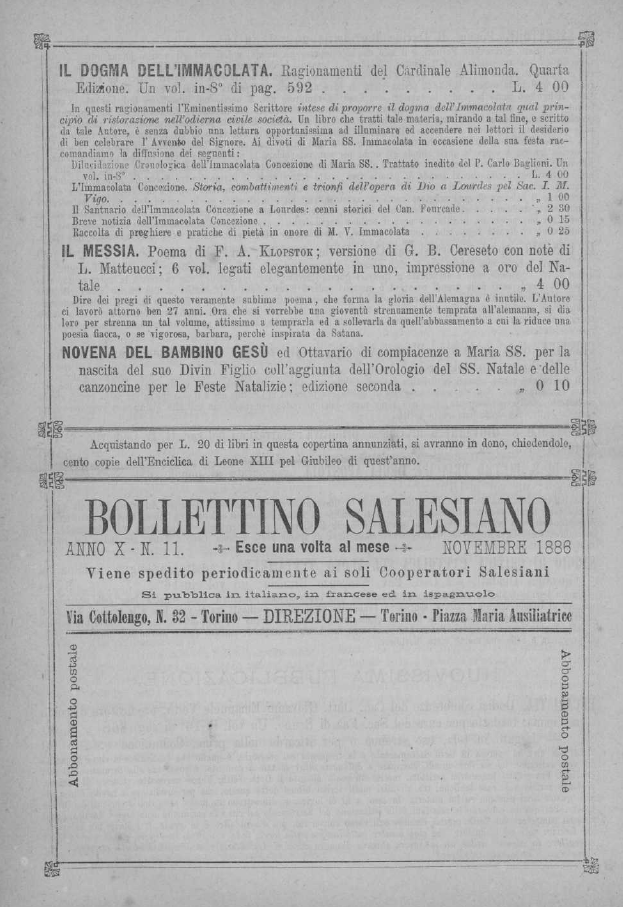 IL DOGMA DELL'IMMACOLATA. Ragionamenti del Cardinale Alimonda. Quarta
Edizione. Un vol. in-8º di pag. 592 . . . . . . . . . L. 4 00
In questi ragionamenti l'Eminentissimo Scrittore intese di proporre il dogma dell'Immacolata qual prin-
cipio di ristorazione nell'odierna civile società. Un libro che tratti tale materia, mirando a tal fine, e scritto
da tale Autore, è senza dubbio una lettura opportunissima ad illuminare ed accendere nei lettori il desiderio
di ben celebrare l'Avvento del Signore. Ai divoti di Maria SS. Immacolata in occasione della sua festa rac-
comandiamo la diffusione dei seguenti:
Dilucidazione Cronologica dell'Immacolata Concezione di Maria SS.. Trattato inedito del P. Carlo Baglioni. Un
vol. in-8º . . . . . . . . . . . . . . . . L. 4 00
L'Immacolata Concezione. Storia, combattimenti e trionfi dell'opera di Dio a Lourdes pel Sac. I. M.
Vigo. . . . . . . . . . . . . . . . . . „ 1 00
Il Santuario dell'Immacolata Concezione a Lourdes: cenni storici del Can. Fourcade. . . . . . „ 2 30
Breve notizia dell'Immacolata Concezione . . . . . . . . . . . . „ 0 15
Raccolta di preghiere e pratiche di pietà in onore di M. V. Immacolata . . . . . . . . „ 0 25
IL MESSIA. Poema di F. A. Klopstok; versione di G. B. Cereseto con note di
L. Matteucci; 6 vol. legati elegantemente in uno, impressione a oro del Na-
tale . . . . . . . . . . . . . . . . „ 4 00
Dire dei pregi di questo veramente sublime poema, che forma la gloria dell'Alemagna è inutile. L'Autore
ci lavorò attorno ben 27 anni. Ora che si vorrebbe una gioventù strenuamente temprata all'alemanna, si dia
loro per strenna un tal volume, attissimo a temprarla ed a sollevarla da quell'abbassamento a cui la riduce una
poesia fiacca, o se vigorosa, barbara, perchè inspirata da Satana.
NOVENA DEL BAMBINO GESÙ ed Ottavario di compiacenze a Maria SS. per la
nascita del suo Divin Figlio coll'aggiunta dell'Orologio del SS. Natale e delle
canzoncine per le Feste Natalizie; edizione seconda . . . . . . „ 0 10
Acquistando per L. 20 di libri in questa copertina annunziati, si avranno in dono, chiedendole,
cento copie dell'Enciclica di Leone XIII pel Giubileo di quest'anno.
BOLLETTINO SALESIANO
ANNO X - N. 11. Esce una volta al mese NOVEMBRE 1886
Viene spedito periodicamente ai soli Cooperatori Salesiani
Si pubblica in italiano, in francese ed in ispagnuolo
Via Cottolengo, N. 32 - Torino — DIREZIONE — Torino - Piazza Maria Ausiliatrice
Abbonamento postale
Abbonamento postale